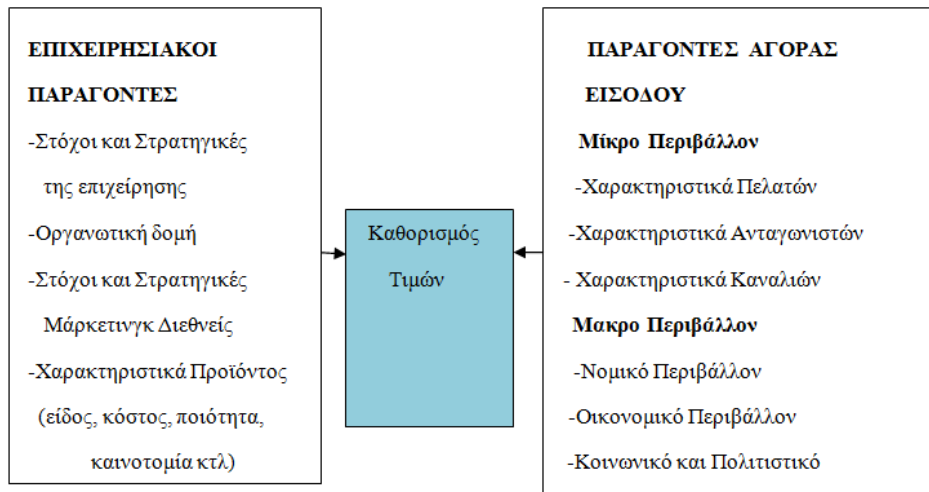 ΕΠΙΧΕΙΡΗΣΙΑΚΟΙ
ΠΑΡΑΓΟΝΤΕΣ
-Στόχοι και Στρατηγικές
της επιχείρησης
-Οργανωτική δομή
-Στόχοι και Στρατηγικές
Μάρκετινγκ Διεθνείς
-Χαρακτηριστικά Προϊόντος
(είδος, κόστος, ποιότητα,
καινοτομία κτλ)
Καθορισμός
Τιμών
ΠΑΡΑΓΟΝΤΕΣ ΑΓΟΡΑΣ
ΕΙΣΟΔΟΥ
Μίκρο Περιβάλλον
-Χαρακτηριστικά Πελατών
-Χαρακτηριστικά Ανταγωνιστών
- Χαρακτηριστικά Καναλιών
Μακρο Περιβάλλον
-Νομικό Περιβάλλον
-Οικονομικό Περιβάλλον
-Κοινωνικό και Πολιτιστικό